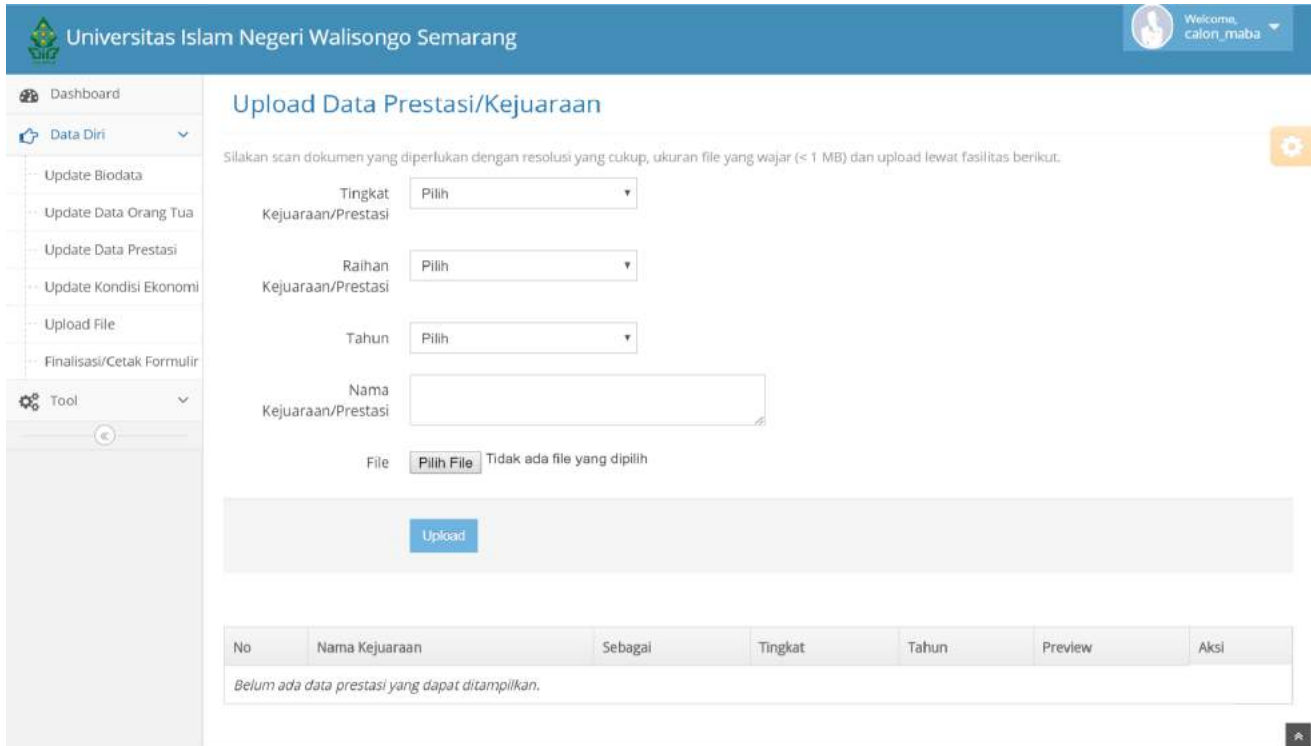 Universitas Islam Negeri Walisongo Semarang
Welcome,
calon_maba
Dashboard
Data Diri
Update Biodata
Update Data Orang Tua
Update Data Prestasi
Update Kondisi Ekonomi
Upload File
Finalisasi/Cetak Formulir
Tool
Upload Data Prestasi/Kejuaraan
Silakan scan dokumen yang diperlukan dengan resolusi yang cukup, ukuran file yang wajar (< 1 MB) dan upload lewat fasilitas berikut.
Tingkat Pilih
Kejuaraan/Prestasi
Raihan Pilih
Kejuaraan/Prestasi
Tahun Pilih
Nama
Kejuaraan/Prestasi
File Pilih File Tidak ada file yang dipilih
Upload
No Nama Kejuaraan Sebagai Tingkat Tahun Preview Aksi
Belum ada data prestasi yang dapat ditampilkan.